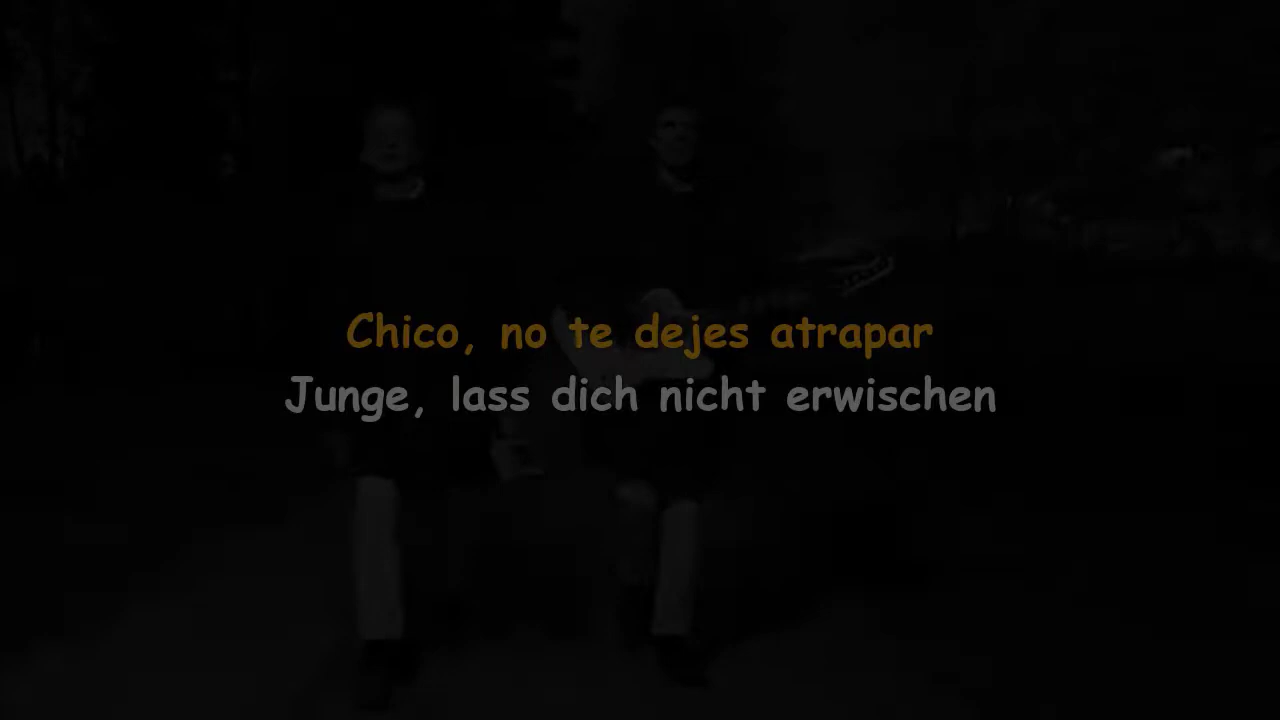 Chico, no te dejes atrapar
Junge, lass dich nicht erwischen